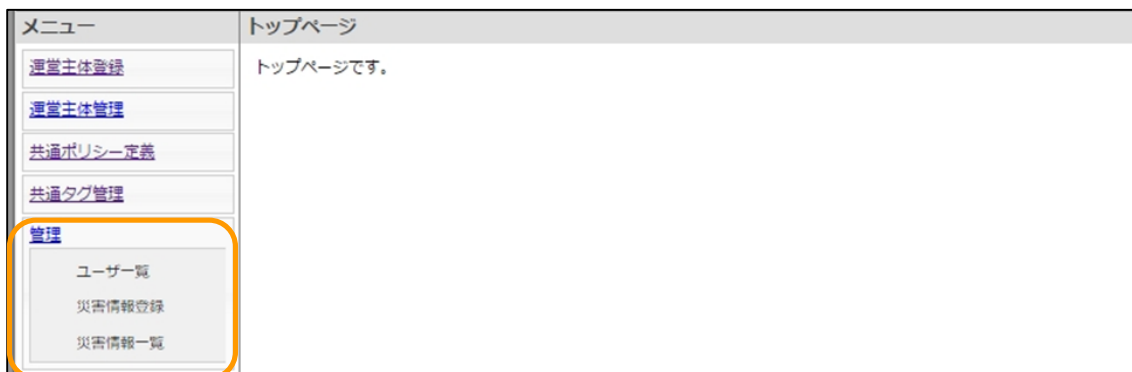 メニュー
トップページ
運営主体登録
トップページです。
運営主体管理
共通ポリシー定義
共通タグ管理
管理
ユーザ一覧
災害情報登録
災害情報一覧